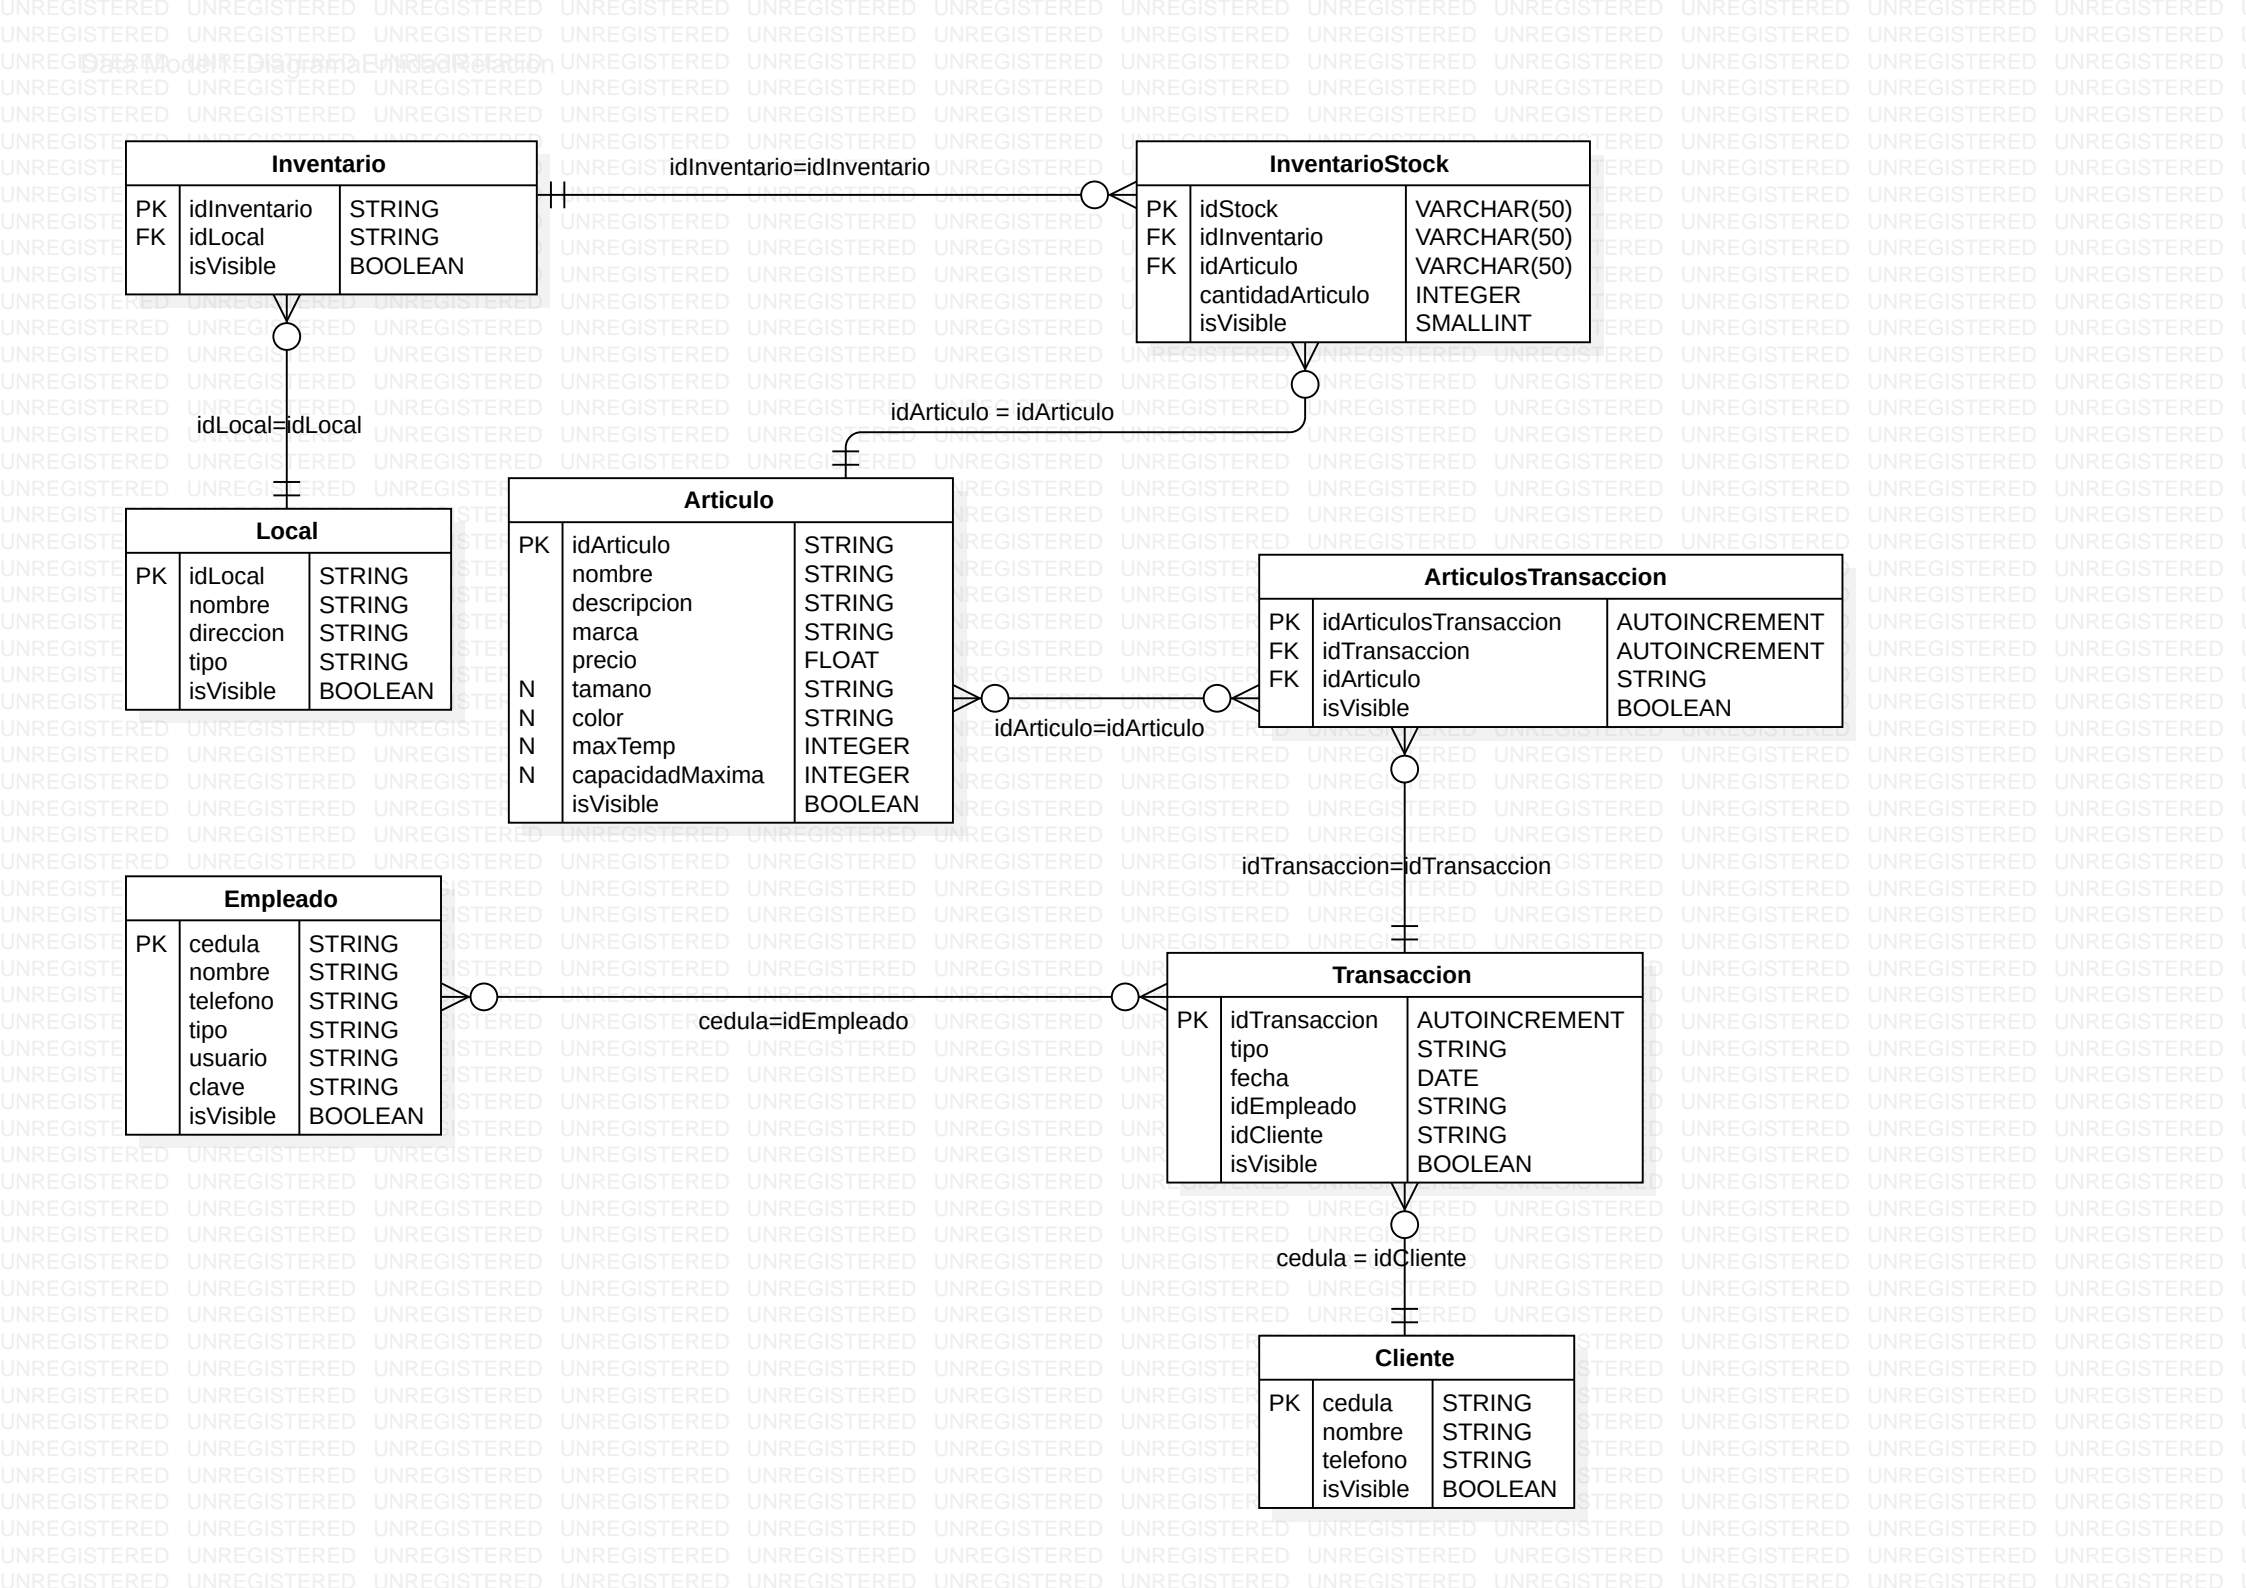 Data Model1::DiagramaEntidadRelacion
Inventario
PK idInventario STRING
FK idLocal STRING
isVisible BOOLEAN
idInventario=idInventario
InventarioStock
PK idStock VARCHAR(50)
FK idInventario VARCHAR(50)
FK idArticulo VARCHAR(50)
cantidadArticulo INTEGER
isVisible SMALLINT
idLocal=idLocal
idArticulo = idArticulo
Local
PK idLocal STRING
nombre STRING
direccion STRING
tipo STRING
isVisible BOOLEAN
Articulo
PK idArticulo STRING
nombre STRING
descripcion STRING
marca STRING
precio FLOAT
N tamano STRING
N color STRING
N maxTemp INTEGER
N capacidadMaxima INTEGER
isVisible BOOLEAN
idArticulo=idArticulo
ArticulosTransaccion
PK idArticulosTransaccion AUTOINCREMENT
FK idTransaccion AUTOINCREMENT
FK idArticulo STRING
isVisible BOOLEAN
idTransaccion=idTransaccion
Empleado
PK cedula STRING
nombre STRING
telefono STRING
tipo STRING
usuario STRING
clave STRING
isVisible BOOLEAN
cedula=idEmpleado
Transaccion
PK idTransaccion AUTOINCREMENT
tipo STRING
fecha DATE
idEmpleado STRING
idCliente STRING
isVisible BOOLEAN
cedula = idCliente
Cliente
PK cedula STRING
nombre STRING
telefono STRING
isVisible BOOLEAN
UNREGISTERED